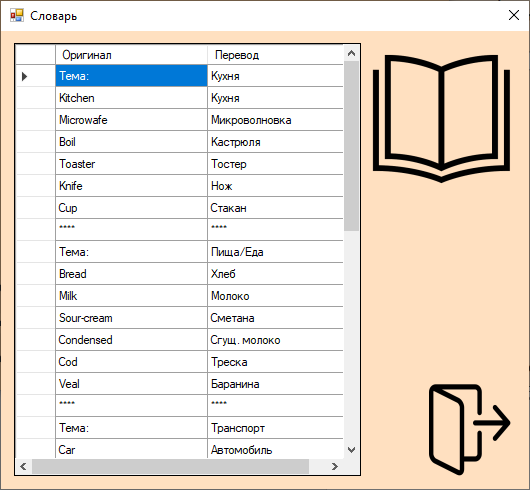 Словарь
Оригинал Перевод
Тема: Кухня
Kitchen Кухня
Microwafe Микроволновка
Boil Кастрюля
Toaster Тостер
Knife Нож
Cup Стакан
**** ****
Тема: Пища/Еда
Bread Хлеб
Milk Молоко
Sour-cream Сметана
Condensed Сгущ. молоко
Cod Треска
Veal Баранина
**** ****
Тема: Транспорт
Car Автомобиль